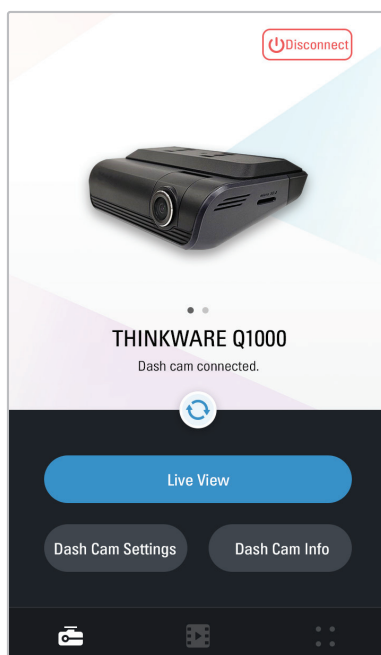 Disconnect
THINKWARE Q1000
Dash cam connected.
Live View
Dash Cam Settings
Dash Cam Info